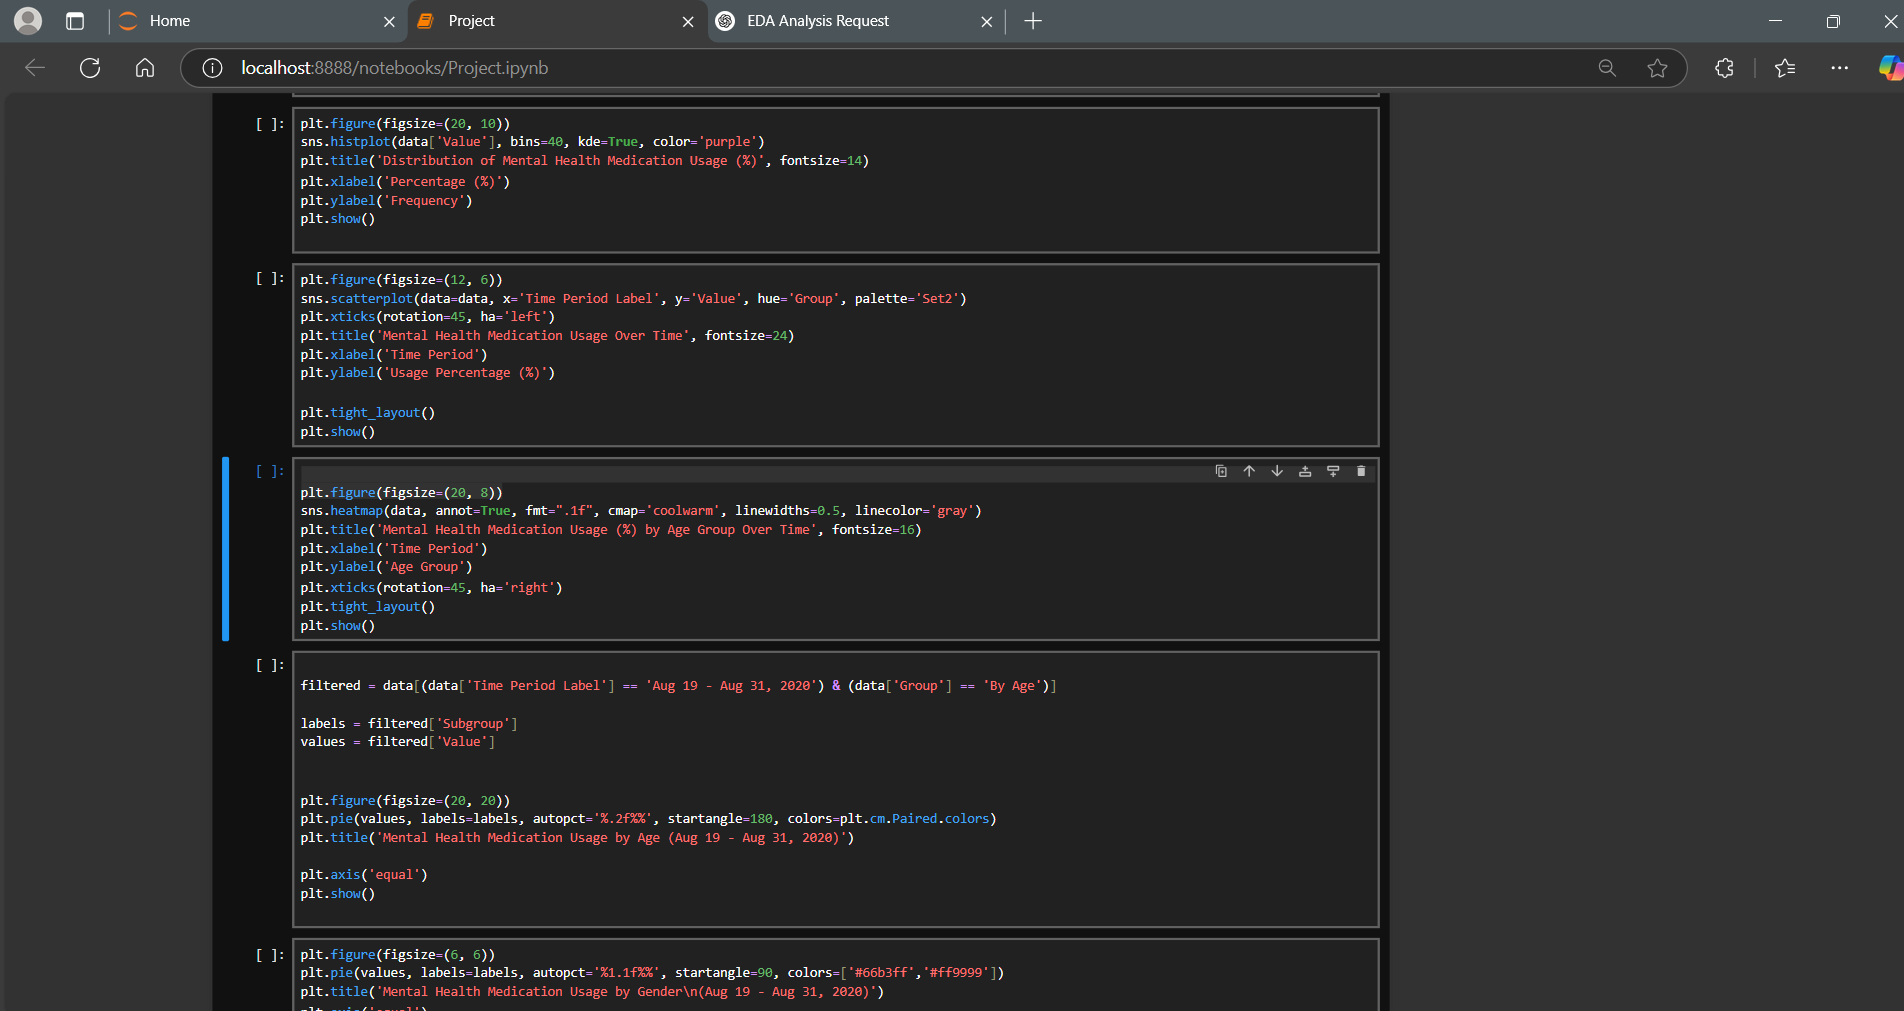 Home
Project
EDA Analysis Request
localhost:8888/notebooks/Project.ipynb
[ ]:
plt.figure(figsize=(20, 10))
sns.histplot(data['Value'], bins=40, kde=True, color='purple')
plt.title('Distribution of Mental Health Medication Usage (%)', fontsize=14)
plt.xlabel('Percentage (%)')
plt.ylabel('Frequency')
plt.show()
[ ]:
plt.figure(figsize=(12, 6))
sns.scatterplot(data=data, x='Time Period Label', y='Value', hue='Group', palette='Set2')
plt.xticks(rotation=45, ha='left')
plt.title('Mental Health Medication Usage Over Time', fontsize=24)
plt.xlabel('Time Period')
plt.ylabel('Usage Percentage (%)')
plt.tight_layout()
plt.show()
[ ]:
plt.figure(figsize=(20, 8))
sns.heatmap(data, annot=True, fmt=".1f", cmap='coolwarm', linewidths=0.5, linecolor='gray')
plt.title('Mental Health Medication Usage (%) by Age Group Over Time', fontsize=16)
plt.xlabel('Time Period')
plt.ylabel('Age Group')
plt.xticks(rotation=45, ha='right')
plt.tight_layout()
plt.show()
[ ]:
filtered = data[(data['Time Period Label'] == 'Aug 19 - Aug 31, 2020') & (data['Group'] == 'By Age')]
labels = filtered['Subgroup']
values = filtered['Value']
plt.figure(figsize=(20, 20))
plt.pie(values, labels=labels, autopct='%.2f%%', startangle=180, colors=plt.cm.Paired.colors)
plt.title('Mental Health Medication Usage by Age (Aug 19 - Aug 31, 2020)')
plt.axis('equal')
plt.show()
[ ]:
plt.figure(figsize=(6, 6))
plt.pie(values, labels=labels, autopct='%1.1f%%', startangle=90, colors=['#66b3ff','#ff9999'])
plt.title('Mental Health Medication Usage by Gender\n(Aug 19 - Aug 31, 2020)')
plt.axis('equal')